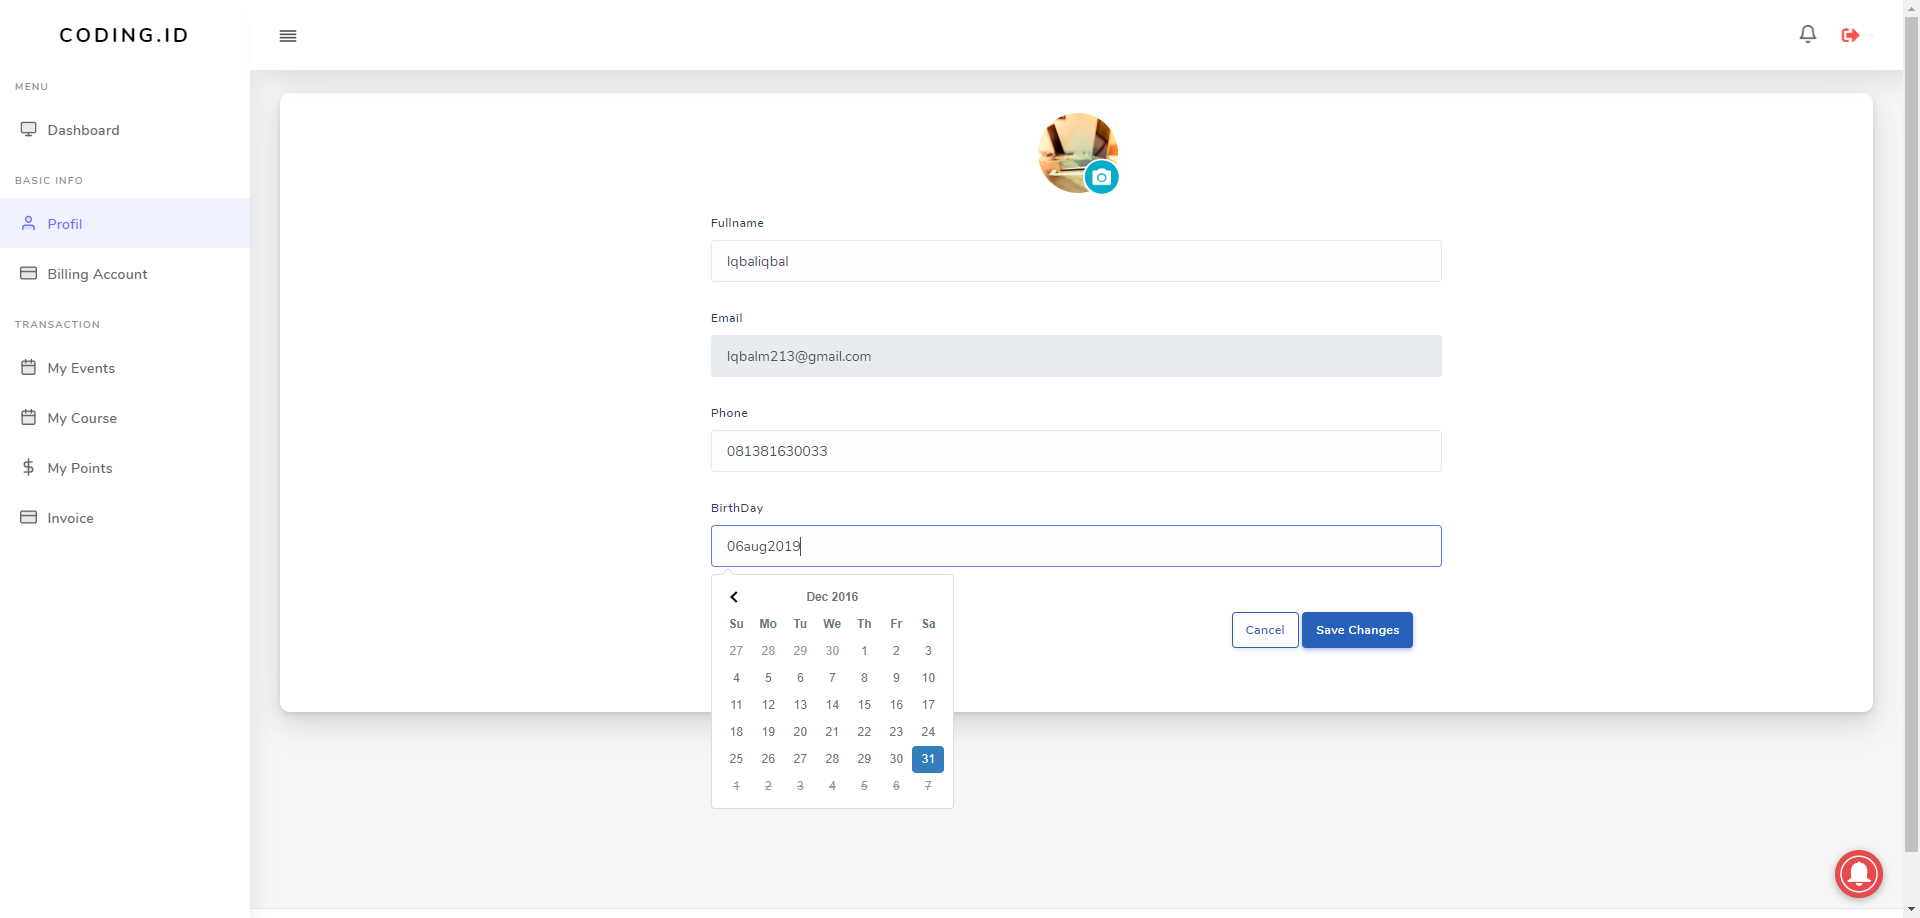 CODING.ID
MENU
Dashboard
BASIC INFO
Profil
Billing Account
TRANSACTION
My Events
My Course
My Points
Invoice
Fullname
Iqbaliqbal
Email
Iqbalm213@gmail.com
Phone
081381630033
BirthDay
06aug2019
Dec 2016
Su Mo Tu We Th Fr Sa
27 28 29 30 1 2 3
4 5 6 7 8 9 10
11 12 13 14 15 16 17
18 19 20 21 22 23 24
25 26 27 28 29 30 31
1 2 3 4 5 6 7
Cancel Save Changes